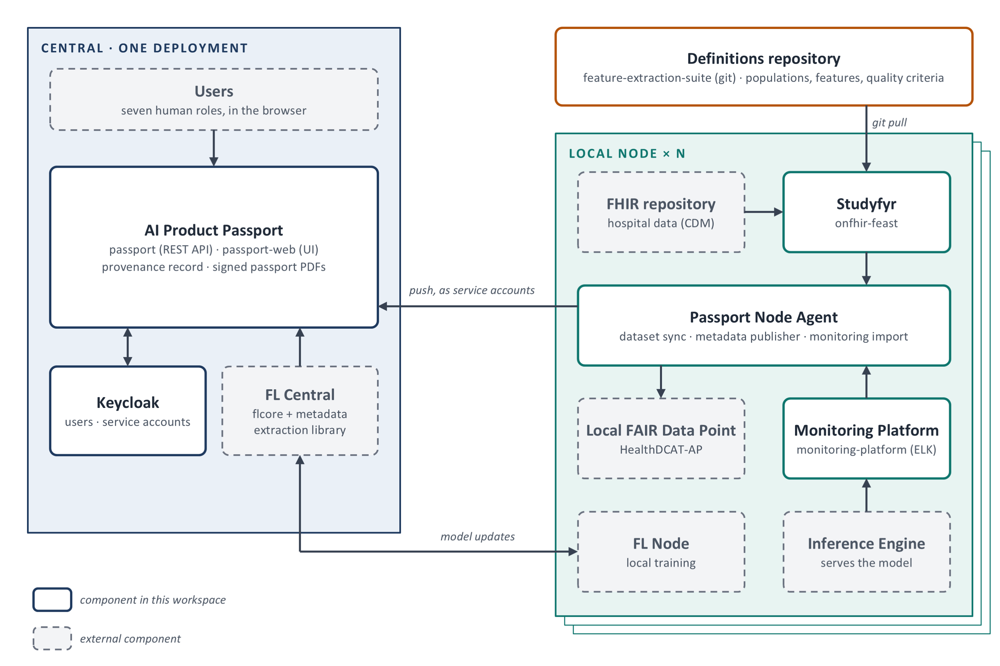 CENTRAL · ONE DEPLOYMENT
Users
seven human roles, in the browser
AI Product Passport
passport (REST API) · passport-web (UI)
provenance record · signed passport PDFs
Keycloak
users · service accounts
FL Central
flcore + metadata
extraction library
push, as service accounts
model updates
Definitions repository
feature-extraction-suite (git) · populations, features, quality criteria
git pull
LOCAL NODE × N
FHIR repository
hospital data (CDM)
Studyfyr
onfhir-feast
Passport Node Agent
dataset sync · metadata publisher · monitoring import
Local FAIR Data Point
HealthDCAT-AP
Monitoring Platform
monitoring-platform (ELK)
FL Node
local training
Inference Engine
serves the model
component in this workspace
external component